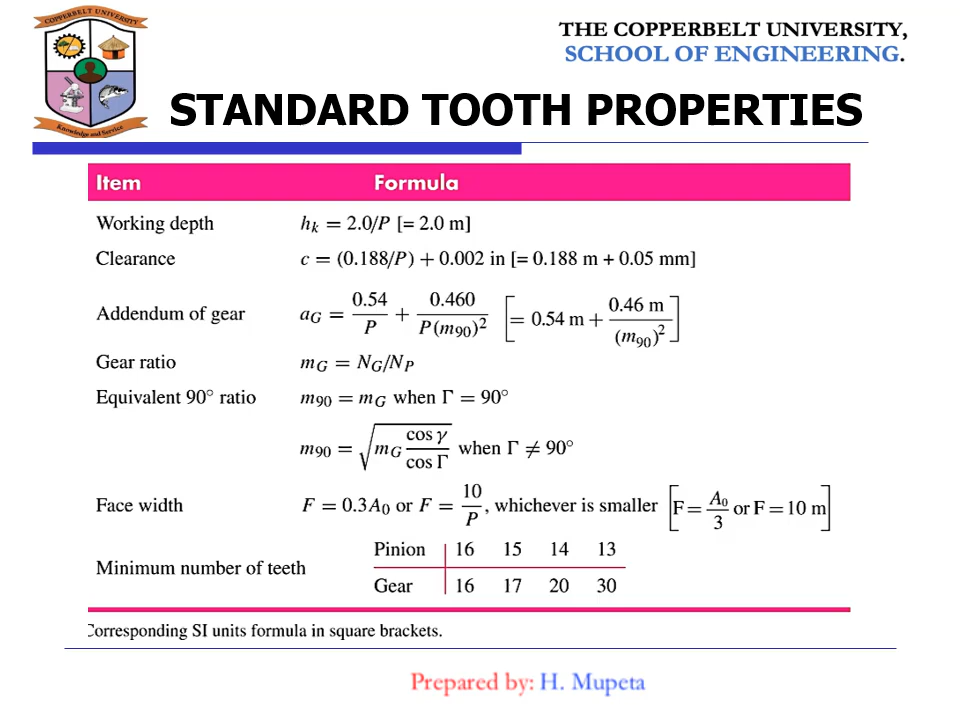 COPPERBELT UNIVERSITY
Knowledge and Service
THE COPPERBELT UNIVERSITY,
SCHOOL OF ENGINEERING.
STANDARD TOOTH PROPERTIES
Item Formula
Working depth h_k = 2.0/P [= 2.0 m]
Clearance c = (0.188/P) + 0.002 in [= 0.188 m + 0.05 mm]
Addendum of gear a_G = 0.54/P + 0.460/P(m_90)^2 [= 0.54 m + 0.46 m/(m_90)^2]
Gear ratio m_G = N_G/N_P
Equivalent 90° ratio m_90 = m_G when Γ = 90°
m_90 = √(m_G cos γ/cos Γ) when Γ ≠ 90°
Face width F = 0.3A_0 or F = 10/P, whichever is smaller [F = A_0/3 or F = 10 m]
Minimum number of teeth
Pinion 16 15 14 13
Gear 16 17 20 30
Corresponding SI units formula in square brackets.
Prepared by: H. Mupeta